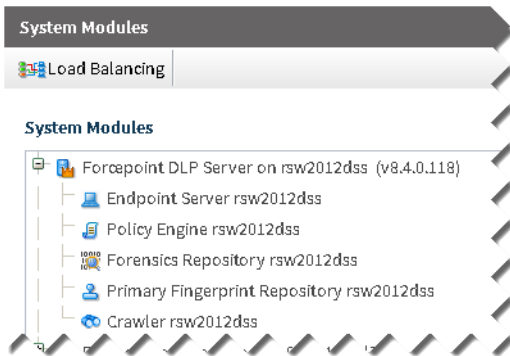 System Modules
Load Balancing
System Modules
Forcepoint DLP Server on rsw2012dss (v8.4.0.118)
Endpoint Server rsw2012dss
Policy Engine rsw2012dss
Forensics Repository rsw2012dss
Primary Fingerprint Repository rsw2012dss
Crawler rsw2012dss